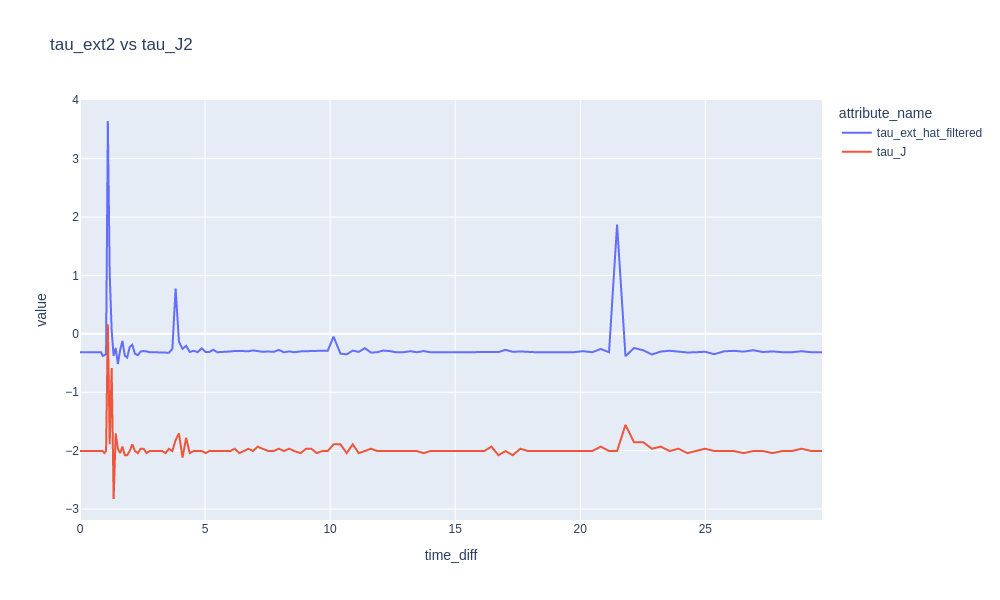 tau_ext2 vs tau_J2
attribute_name
tau_ext_hat_filtered
tau_J
value
4
3
2
1
0
−1
−2
−3
0 5 10 15 20 25
time_diff